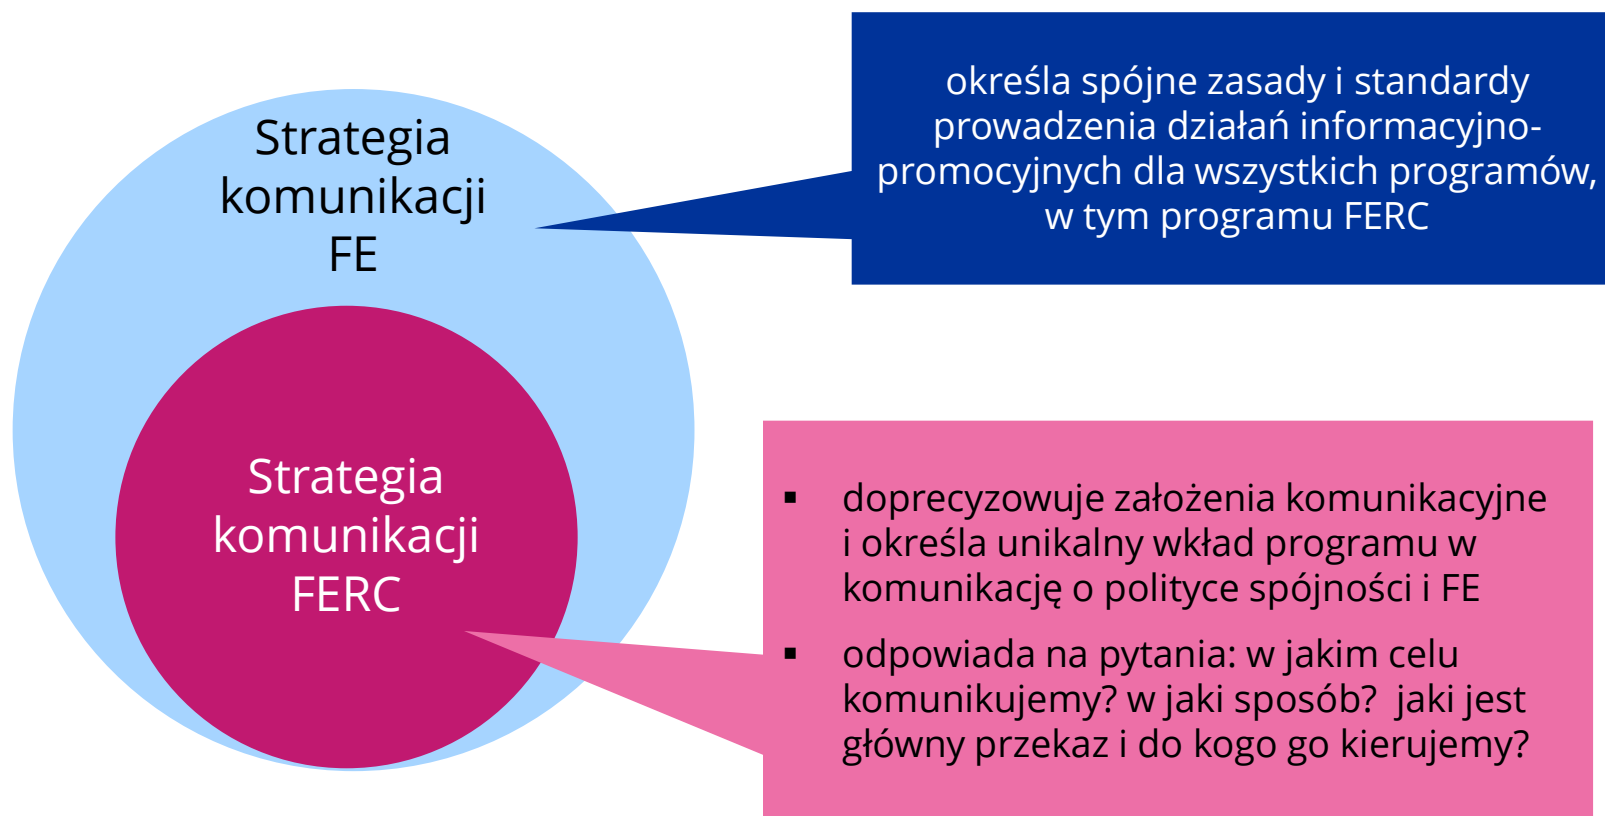 Strategia
komunikacji
FE
określa spójne zasady i standardy
prowadzenia działań informacyjno-
promocyjnych dla wszystkich programów,
w tym programu FERC
Strategia
komunikacji
FERC
▪ doprecyzowuje założenia komunikacyjne
i określa unikalny wkład programu w
komunikację o polityce spójności i FE
▪ odpowiada na pytania: w jakim celu
komunikujemy? w jaki sposób?  jaki jest
główny przekaz i do kogo go kierujemy?